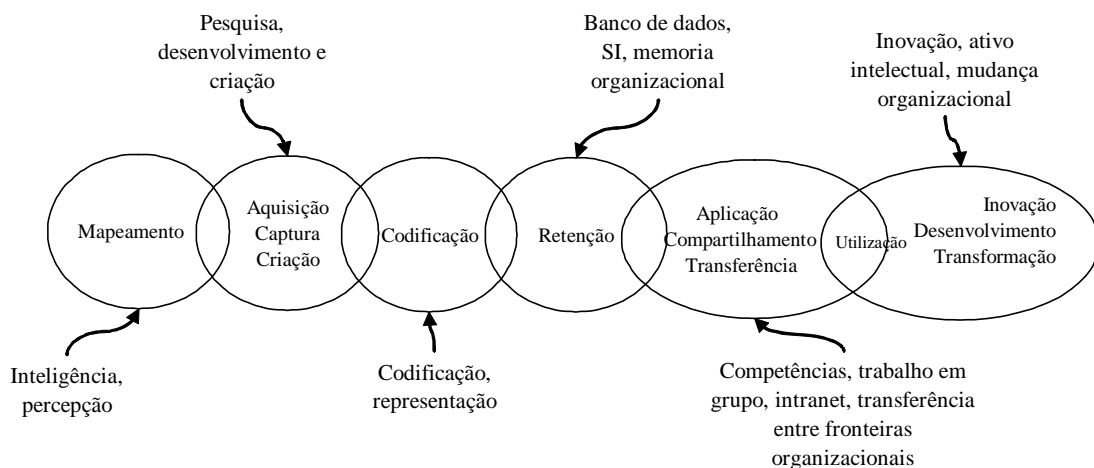 Pesquisa,
desenvolvimento e
criação
Banco de dados,
SI, memoria
organizacional
Inovação, ativo
intelectual, mudança
organizacional
Mapeamento
Aquisição
Captura
Criação
Codificação
Retenção
Aplicação
Compartilhamento
Transferência
Utilização
Inovação
Desenvolvimento
Transformação
Inteligência,
percepção
Codificação,
representação
Competências, trabalho em
grupo, intranet, transferência
entre fronteiras
organizacionais